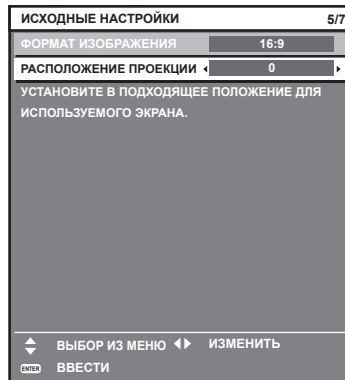 ИСХОДНЫЕ НАСТРОЙКИ 5/7
ФОРМАТ ИЗОБРАЖЕНИЯ 16:9
РАСПОЛОЖЕНИЕ ПРОЕКЦИИ 0
УСТАНОВИТЕ В ПОДХОДЯЩЕЕ ПОЛОЖЕНИЕ ДЛЯ
ИСПОЛЬЗУЕМОГО ЭКРАНА.
ВЫБОР ИЗ МЕНЮ ИЗМЕНИТЬ
ENTER ВВЕСТИ